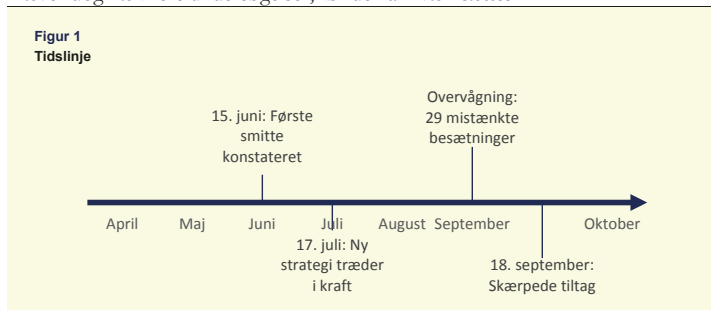 Figur 1
Tidslinje
Overvågning:
29 mistænkte
besætninger
15. juni: Første
smitte
konstateret
April Maj Juni Juli August September Oktober
17. juli: Ny
strategi træder
i kraft
18. september:
Skærpede tiltag